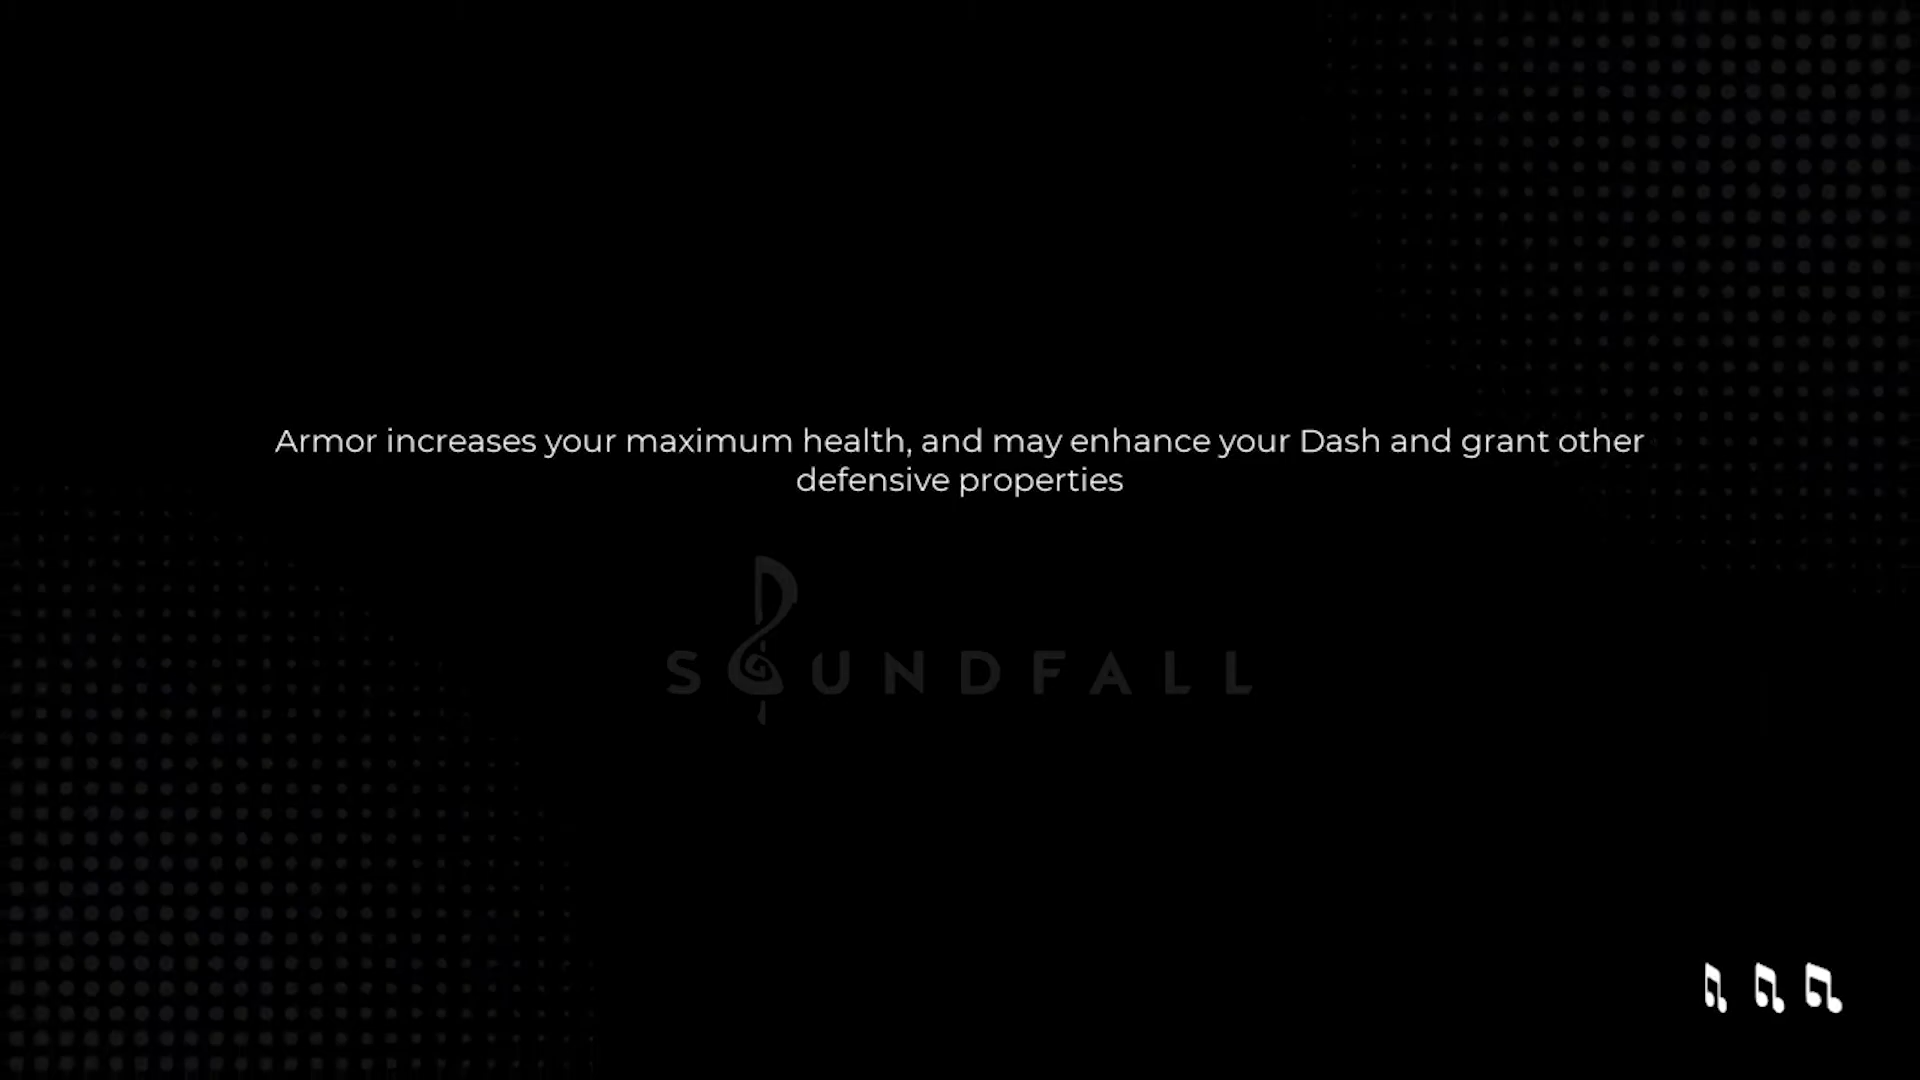 Armor increases your maximum health, and may enhance your Dash and grant other
defensive properties
SOUNDFALL